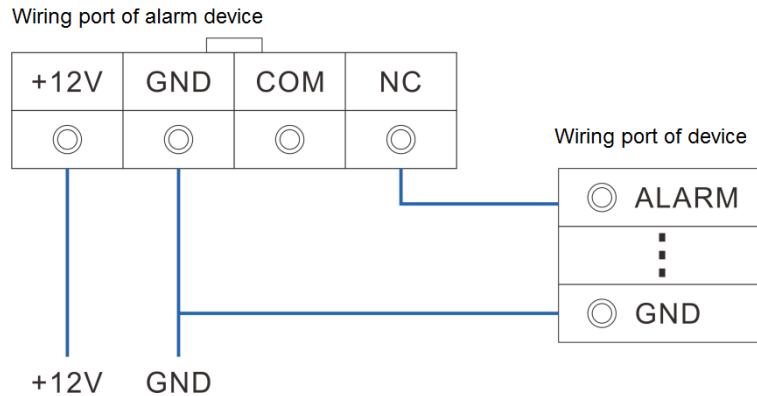 Wiring port of alarm device
+12V GND COM NC
Wiring port of device
ALARM
GND
+12V GND